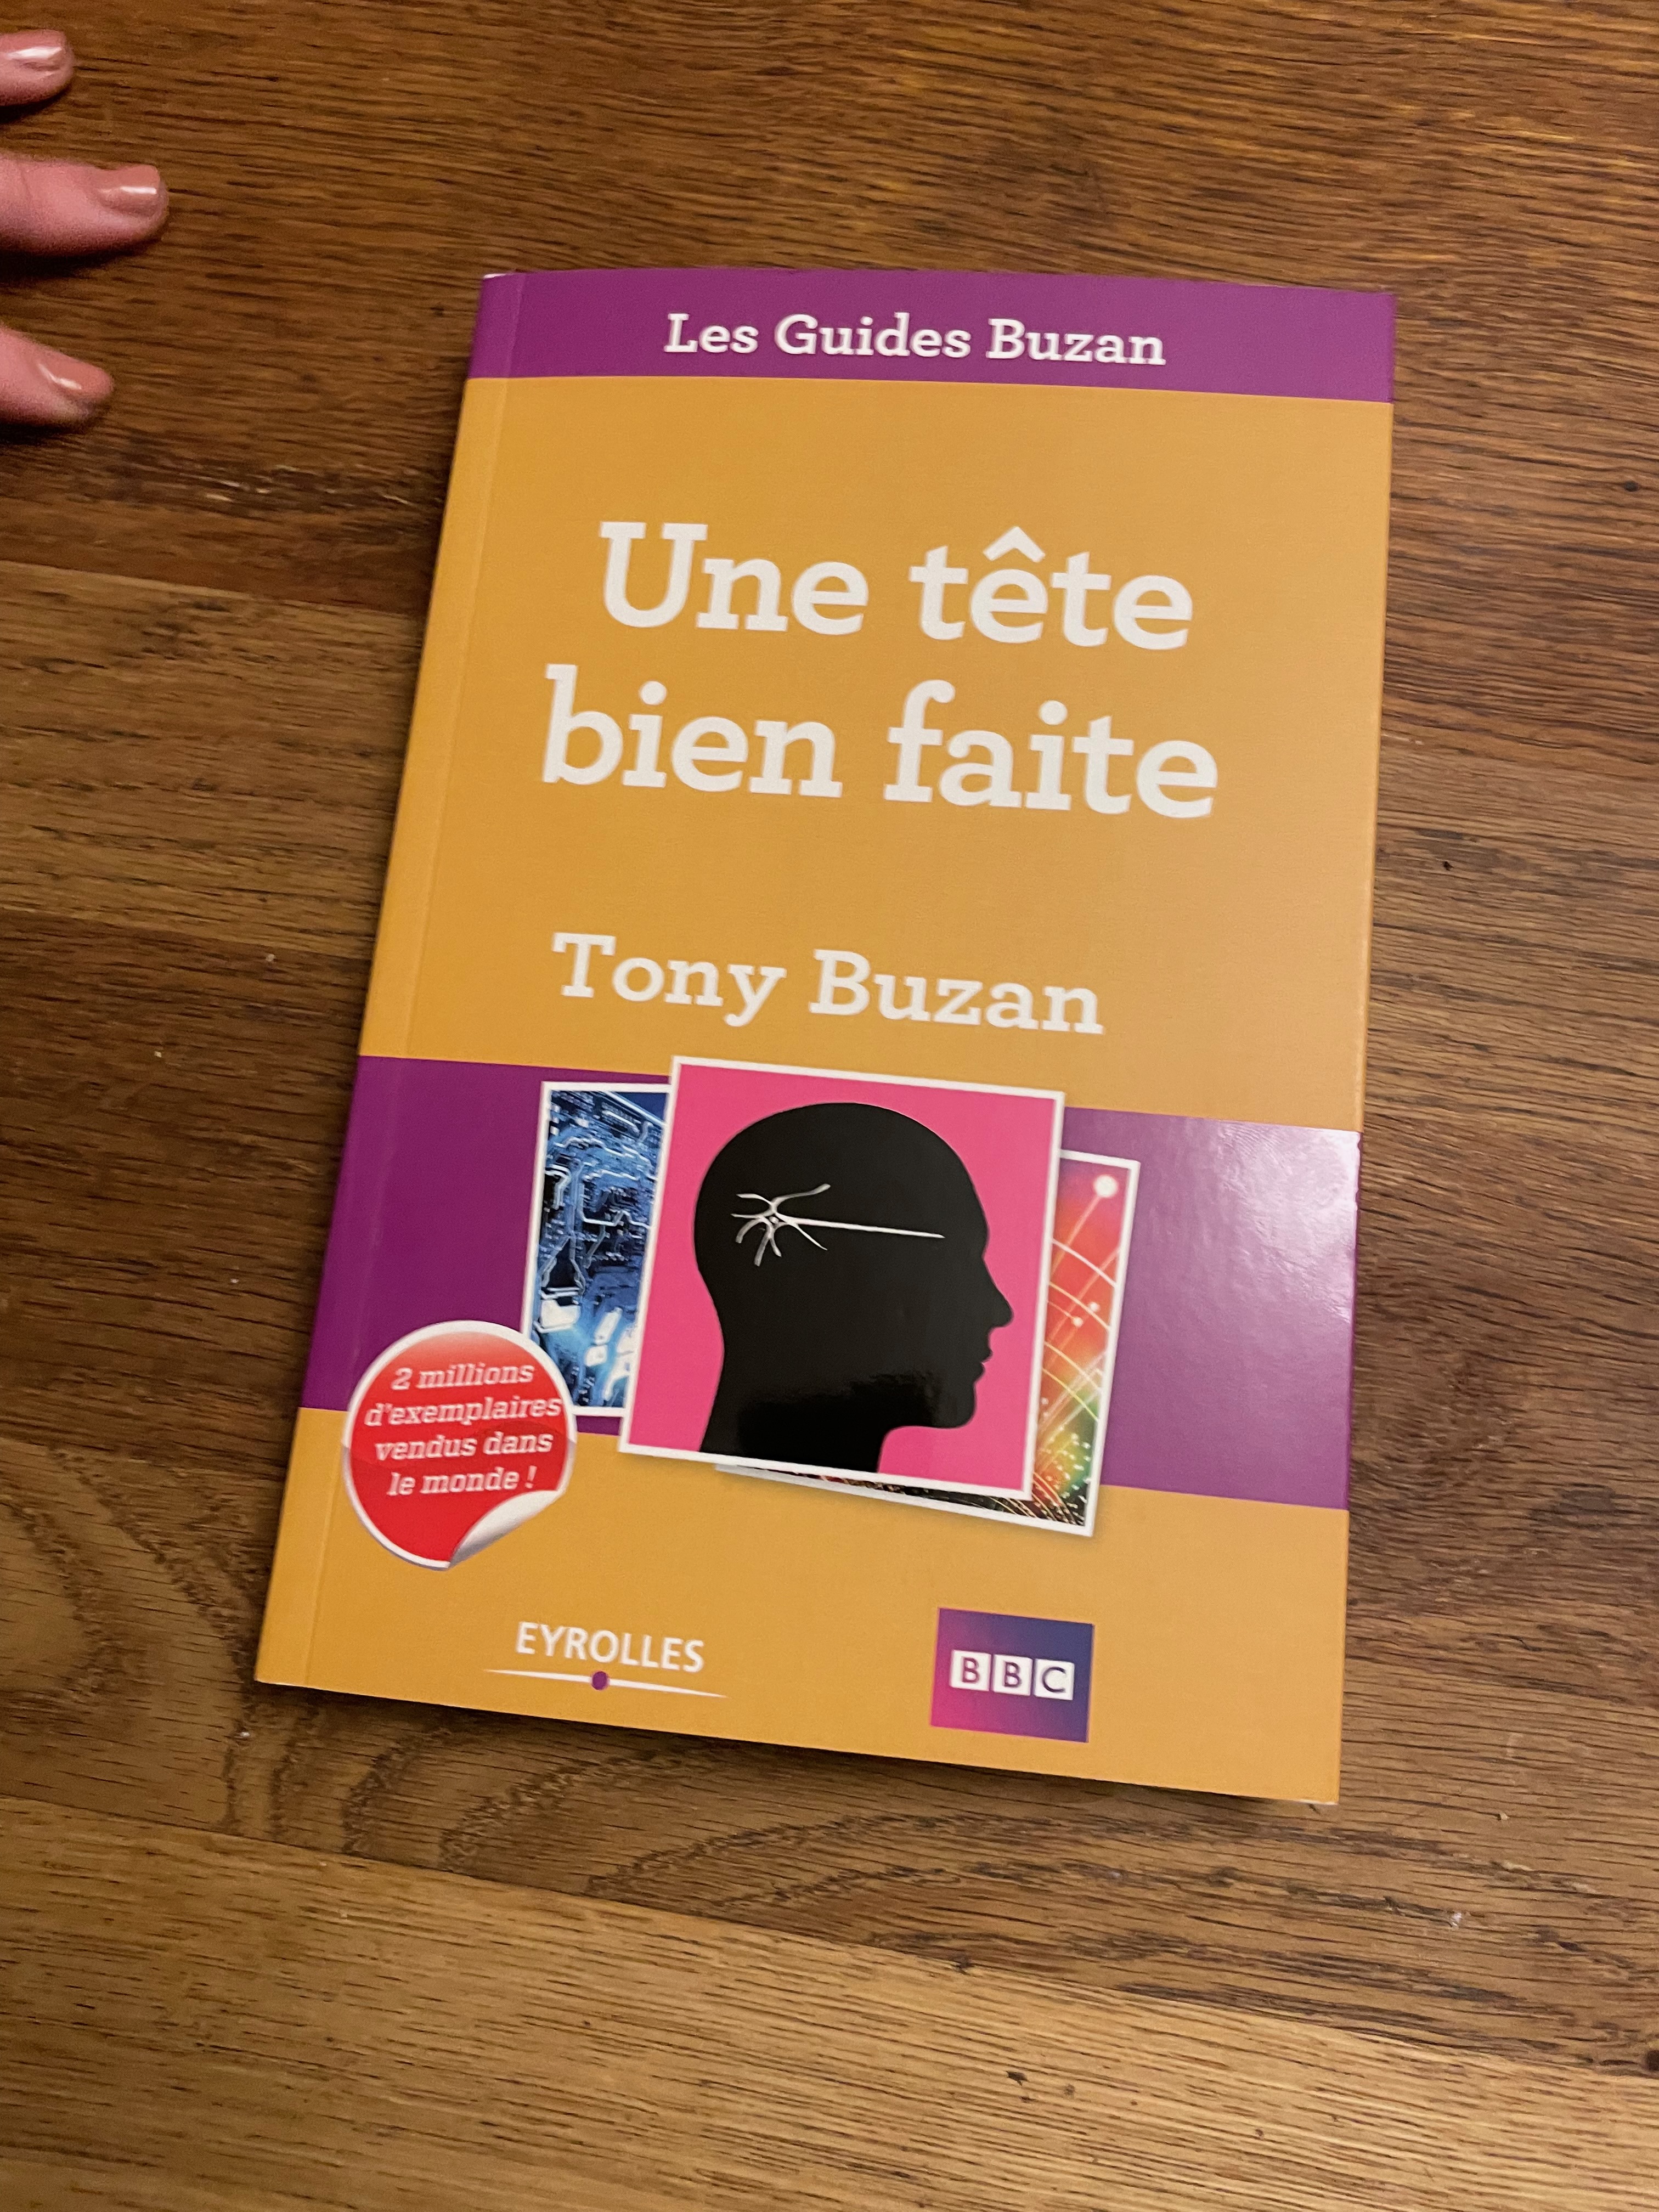 Les Guides Buzan
Une tête
bien faite
Tony Buzan
2 millions
d'exemplaires
vendus dans
le monde !
EYROLLES
BBC